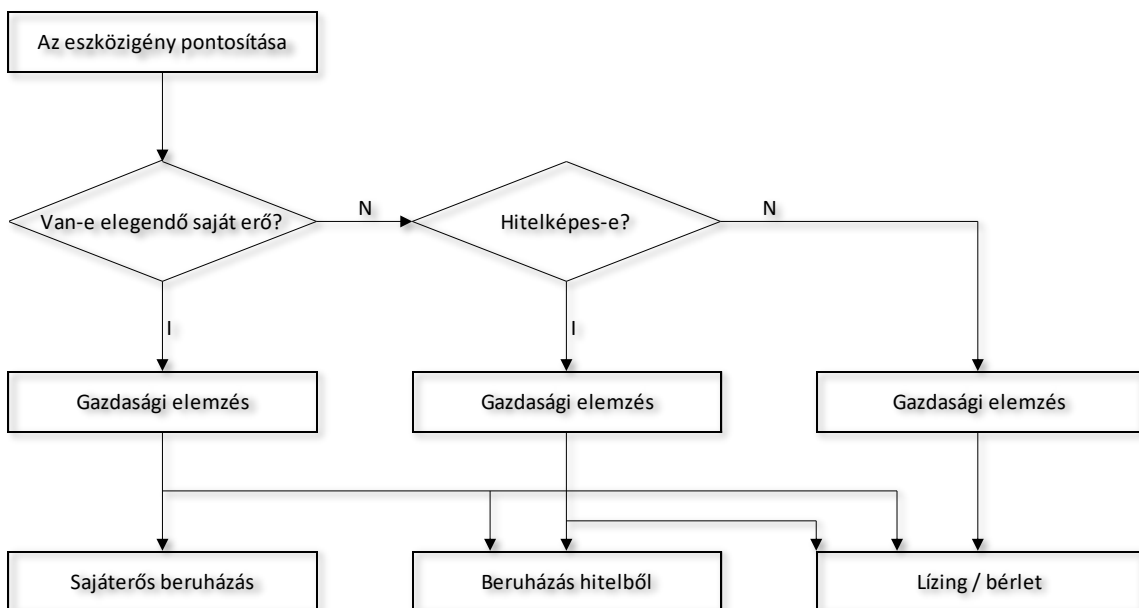 Az eszközigény pontosítása
Van-e elegendő saját erő?
N
Hitelképes-e?
N
I
I
Gazdasági elemzés
Gazdasági elemzés
Gazdasági elemzés
Sajáterős beruházás
Beruházás hitelből
Lízing / bérlet